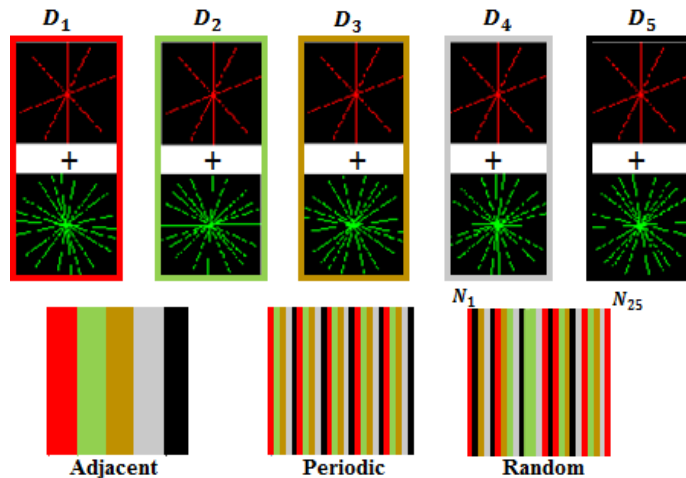 D₁ D₂ D₃ D₄ D₅
+ + + + +
N₁ N₂₅
Adjacent Periodic Random